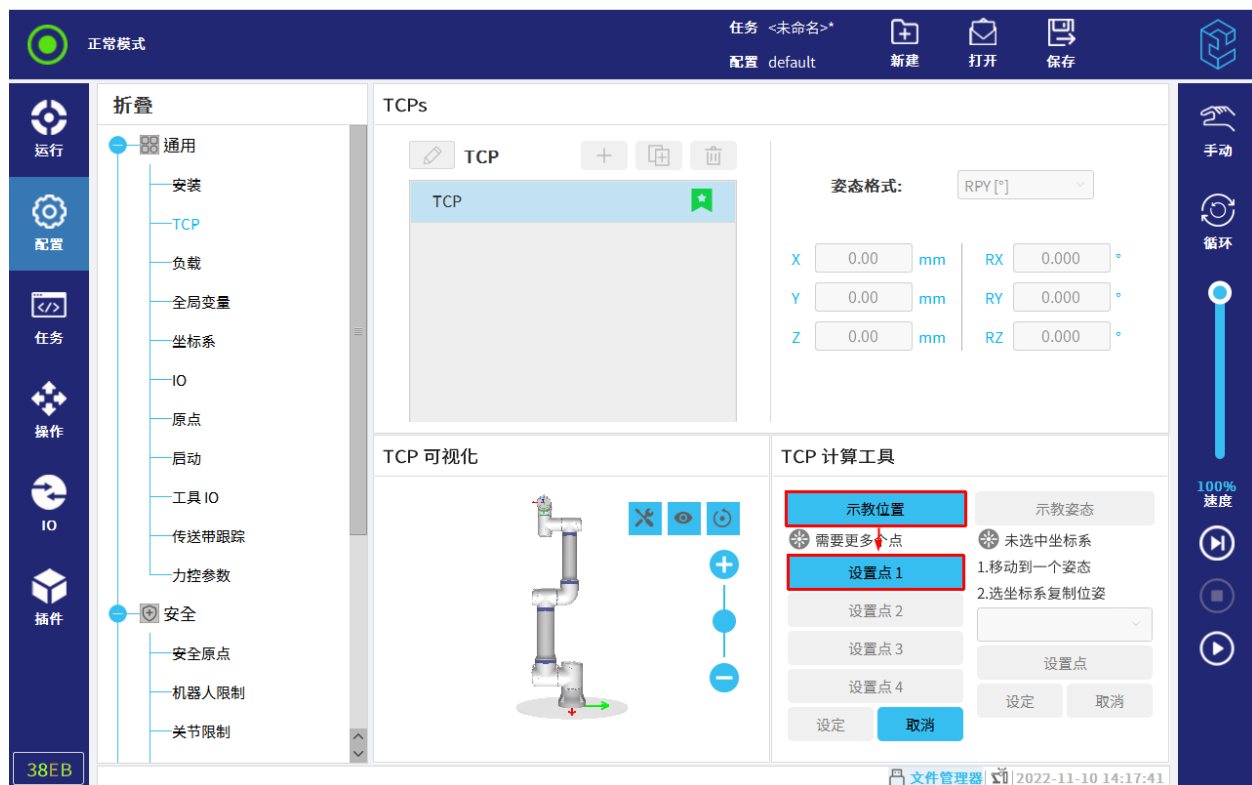 正常模式
任务 <未命名>*
配置 default
新建
打开
保存
运行
配置
任务
操作
IO
插件
38EB
折叠
通用
安装
TCP
负载
全局变量
坐标系
IO
原点
启动
工具 IO
传送带跟踪
力控参数
安全
安全原点
机器人限制
关节限制
TCPs
TCP
TCP
姿态格式:
RPY [°]
X 0.00 mm RX 0.000 °
Y 0.00 mm RY 0.000 °
Z 0.00 mm RZ 0.000 °
TCP 可视化
TCP 计算工具
示教位置
需要更多个点
设置点 1
设置点 2
设置点 3
设置点 4
设定
取消
示教姿态
未选中坐标系
1.移动到一个姿态
2.选坐标系复制位姿
设置点
设定
取消
手动
循环
100%
速度
文件管理器
2022-11-10 14:17:41